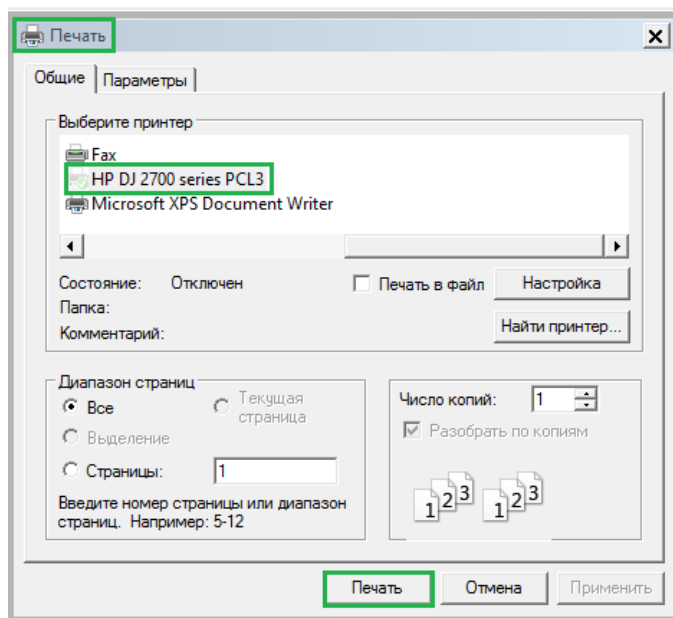 Печать
Общие Параметры
Выберите принтер
Fax
HP DJ 2700 series PCL3
Microsoft XPS Document Writer
Состояние: Отключен
Папка:
Комментарий:
Печать в файл Настройка
Найти принтер...
Диапазон страниц
Все
Текущая
страница
Выделение
Страницы: 1
Введите номер страницы или диапазон
страниц. Например: 5-12
Число копий: 1
Разобрать по копиям
1 2 3 1 2 3
Печать Отмена Применить